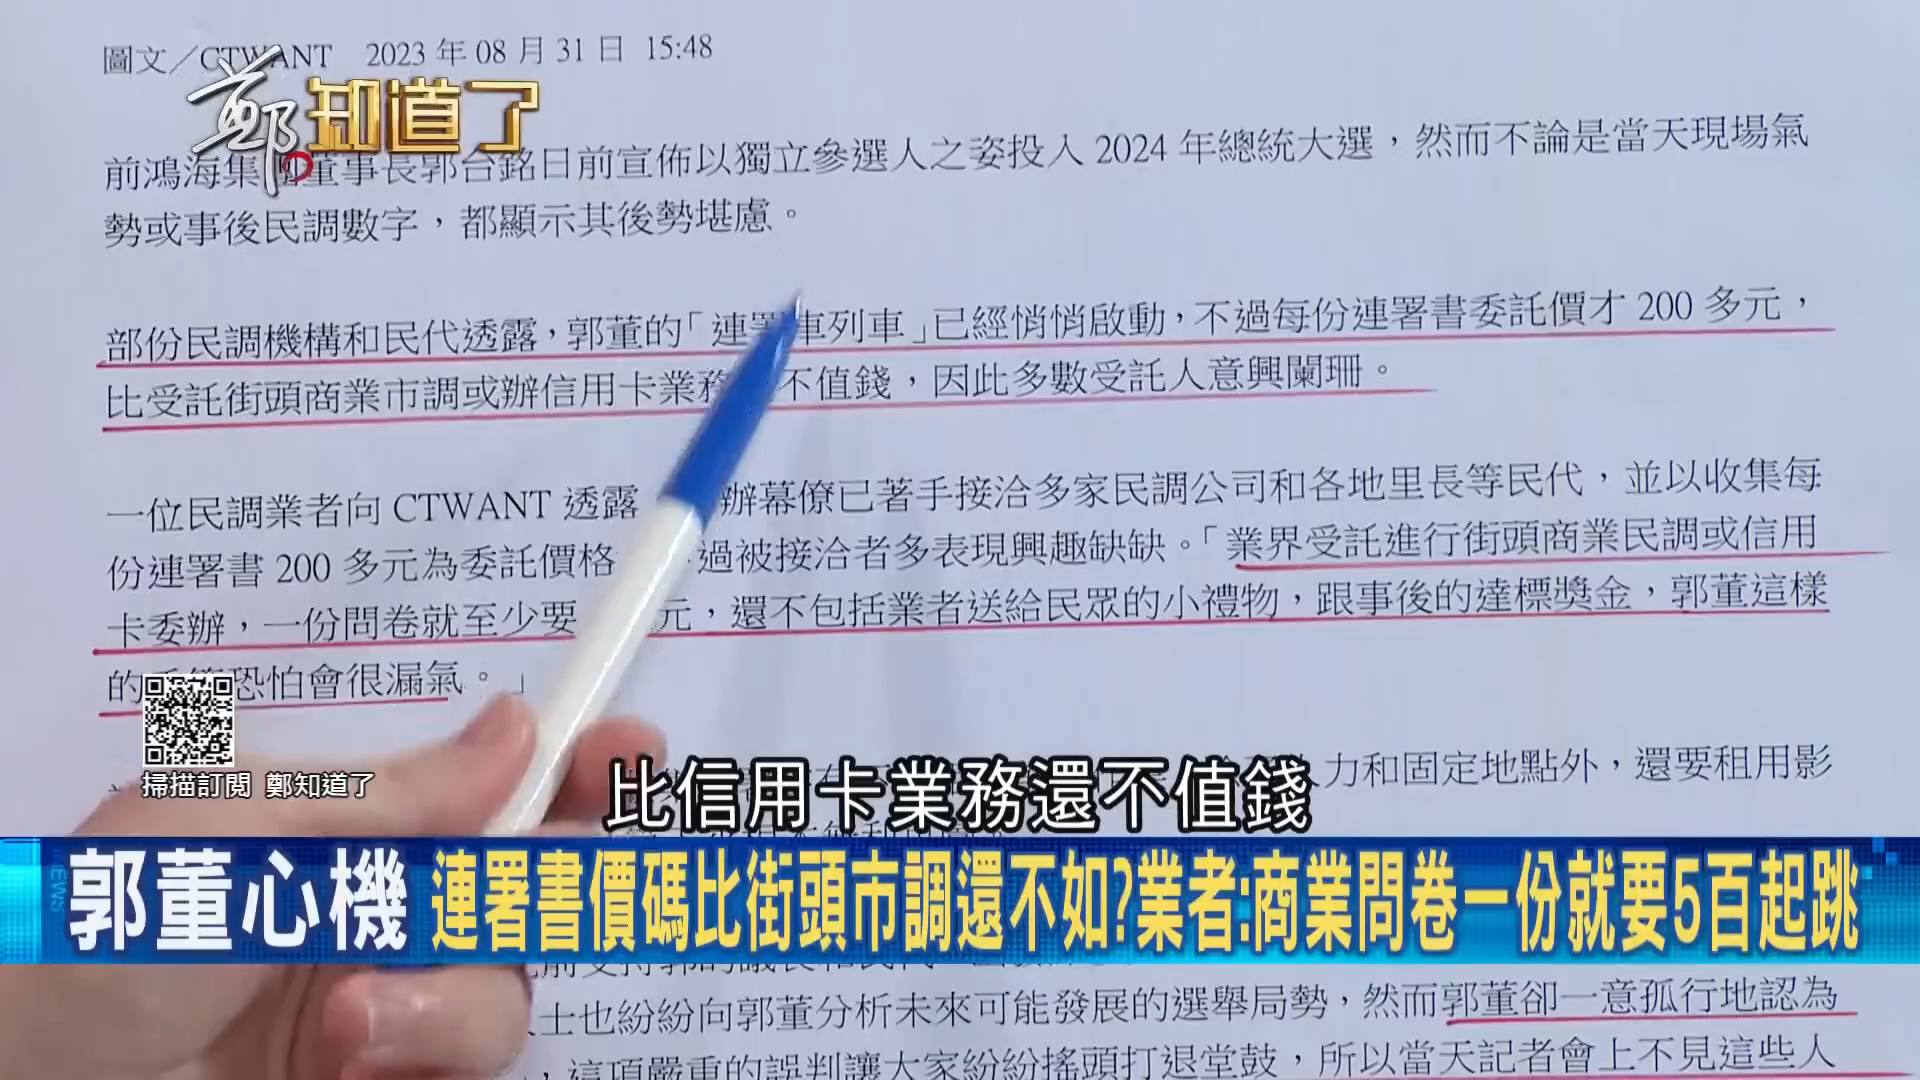 圖文／CTWANT 2023 年 08 月 31 日 15:48
鄭知道了
前鴻海集團董事長郭台銘日前宣佈以獨立參選人之姿投入 2024 年總統大選，然而不論是當天現場氣
勢或事後民調數字，都顯示其後勢堪慮。
部份民調機構和民代透露，郭董的「連署車列車」已經悄悄啟動，不過每份連署書委託價才 200 多元，
比受託街頭商業市調或辦信用卡業務 不值錢，因此多數受託人意興闌珊。
一位民調業者向 CTWANT 透露 辦幕僚已著手接洽多家民調公司和各地里長等民代，並以收集每
份連署書 200 多元為委託價格 過被接洽者多表現興趣缺缺。「業界受託進行街頭商業民調或信用
卡委辦，一份問卷就至少要 元，還不包括業者送給民眾的小禮物，跟事後的達標獎金，郭董這樣
的 恐怕會很漏氣。」
人力和固定地點外，還要租用影
掃描訂閱 鄭知道了
比信用卡業務還不值錢
NEWS
郭董心機 連署書價碼比街頭市調還不如?業者:商業問卷一份就要5百起跳
士也紛紛向郭董分析未來可能發展的選舉局勢，然而郭董卻一意孤行地認為
，這項嚴重的誤判讓大家紛紛搖頭打退堂鼓，所以當天記者會上不見這些人